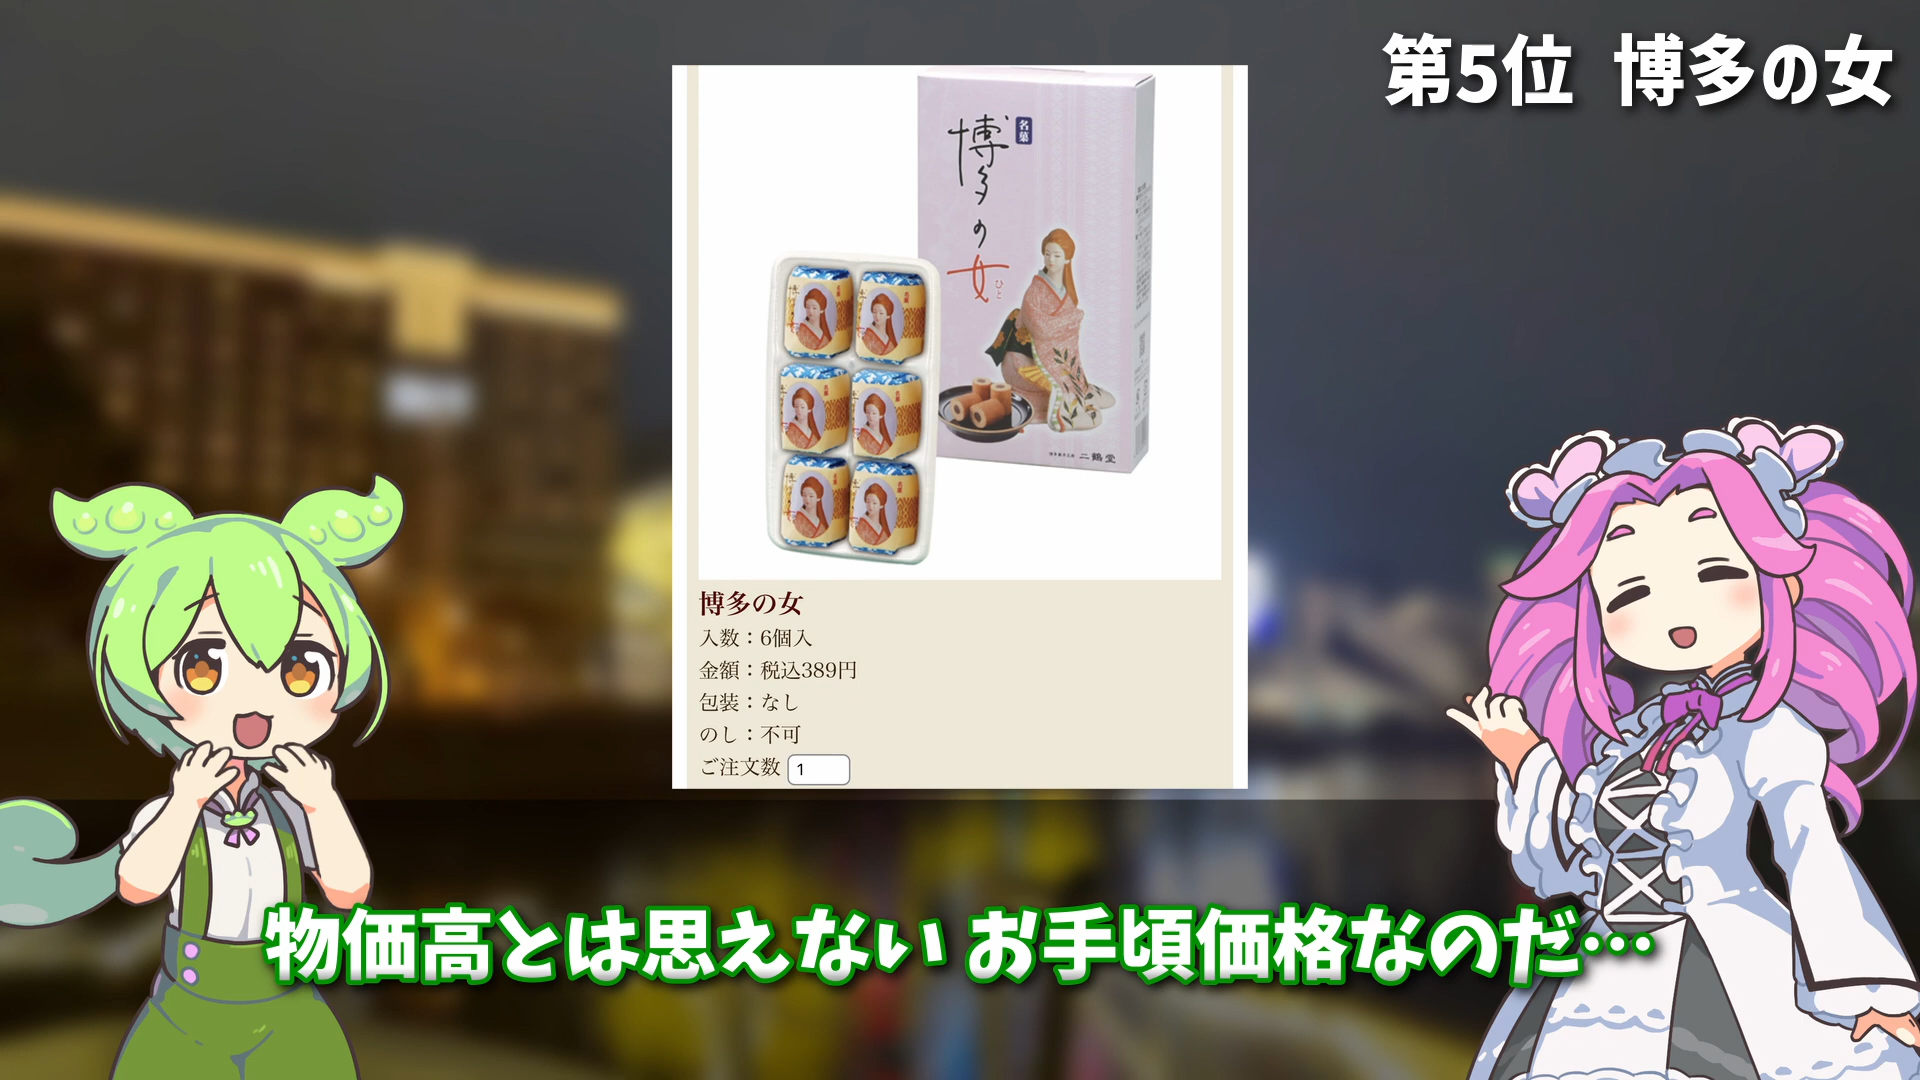 第5位 博多の女
名菓
博多の女
ひと
二鶴堂
博多の女
入数：6個入
金額：税込389円
包装：なし
のし：不可
ご注文数 1
物価高とは思えない お手頃価格なのだ…